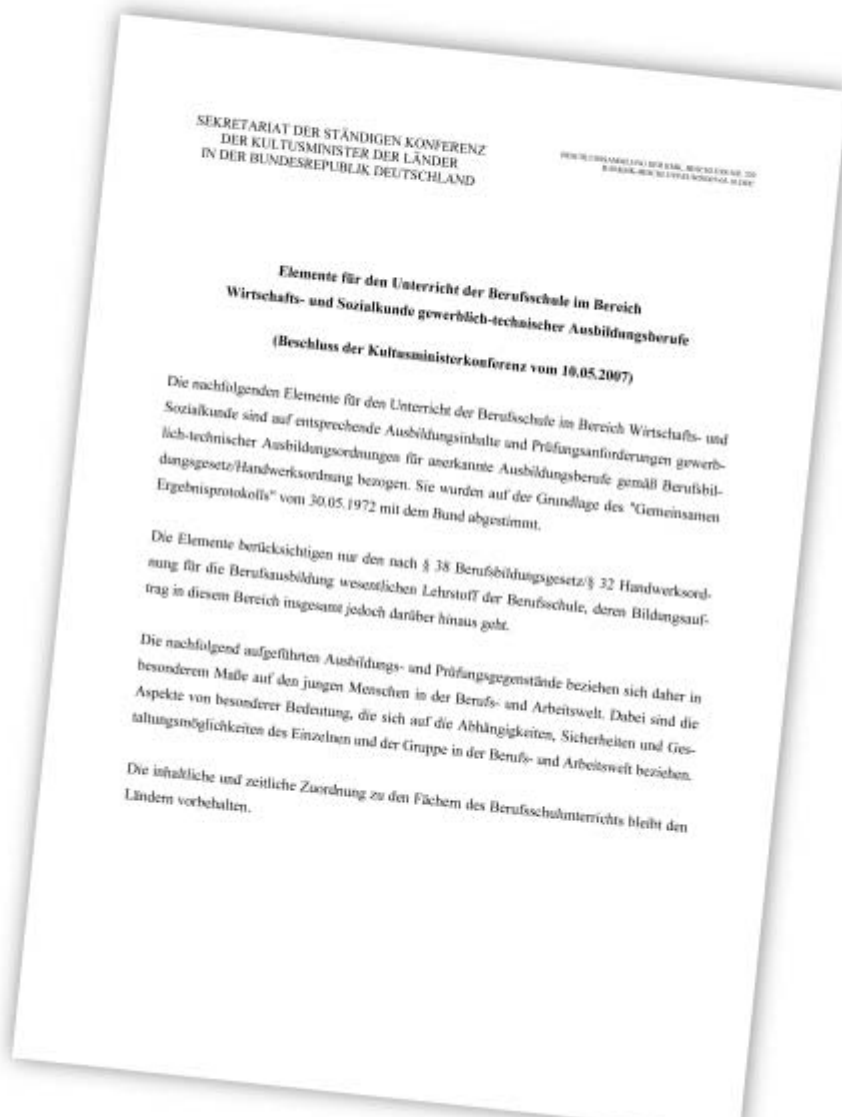 SEKRETARIAT DER STÄNDIGEN KONFERENZ
DER KULTUSMINISTER DER LÄNDER
IN DER BUNDESREPUBLIK DEUTSCHLAND
Elemente für den Unterricht der Berufsschule im Bereich
Wirtschafts- und Sozialkunde gewerblich-technischer Ausbildungsberufe
(Beschluss der Kultusministerkonferenz vom 10.05.2007)
Die nachfolgenden Elemente für den Unterricht der Berufsschule im Bereich Wirtschafts- und
Sozialkunde sind auf entsprechende Ausbildungsinhalte und Prüfungsanforderungen gewerb-
lich-technischer Ausbildungsordnungen für anerkannte Ausbildungsberufe gemäß Berufsbil-
dungsgesetz/Handwerksordnung bezogen. Sie wurden auf der Grundlage des "Gemeinsamen
Ergebnisprotokolls" vom 30.05.1972 mit dem Bund abgestimmt.
Die Elemente berücksichtigen nur den nach § 38 Berufsbildungsgesetz/§ 32 Handwerksord-
nung für die Berufsausbildung wesentlichen Lehrstoff der Berufsschule, deren Bildungsauf-
trag in diesem Bereich insgesamt jedoch darüber hinaus geht.
Die nachfolgend aufgeführten Ausbildungs- und Prüfungsgegenstände beziehen sich daher in
besonderem Maße auf den jungen Menschen in der Berufs- und Arbeitswelt. Dabei sind die
Aspekte von besonderer Bedeutung, die sich auf die Abhängigkeiten, Sicherheiten und Ges-
taltungsmöglichkeiten des Einzelnen und der Gruppe in der Berufs- und Arbeitswelt beziehen.
Die inhaltliche und zeitliche Zuordnung zu den Fächern des Berufsschulunterrichts bleibt den
Ländern vorbehalten.